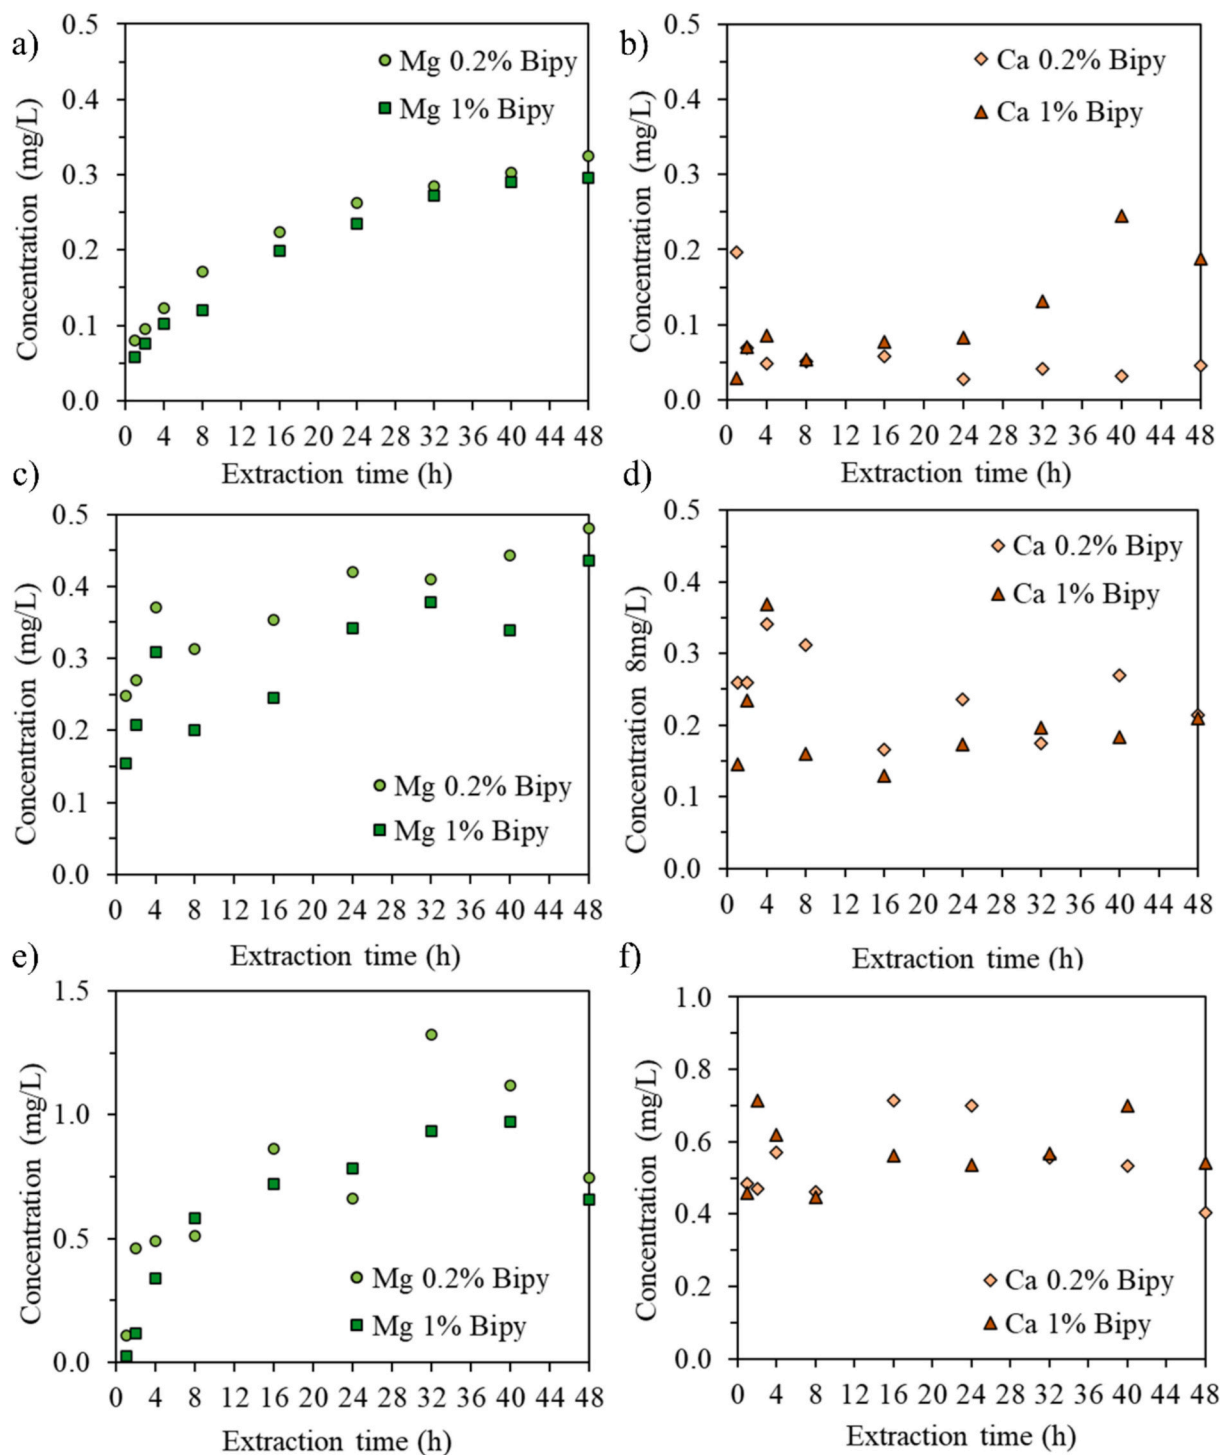 a)
0.5
0.4
0.3
0.2
0.1
0.0
Concentration (mg/L)
Mg 0.2% Bipy
Mg 1% Bipy
0 4 8 12 16 20 24 28 32 36 40 44 48
Extraction time (h)
b)
0.5
0.4
0.3
0.2
0.1
0.0
Concentration (mg/L)
Ca 0.2% Bipy
Ca 1% Bipy
0 4 8 12 16 20 24 28 32 36 40 44 48
Extraction time (h)
c)
0.5
0.4
0.3
0.2
0.1
0.0
Concentration (mg/L)
Mg 0.2% Bipy
Mg 1% Bipy
0 4 8 12 16 20 24 28 32 36 40 44 48
Extraction time (h)
d)
0.5
0.4
0.3
0.2
0.1
0.0
Concentration 8mg/L)
Ca 0.2% Bipy
Ca 1% Bipy
0 4 8 12 16 20 24 28 32 36 40 44 48
Extraction time (h)
e)
1.5
1.0
0.5
0.0
Concentration (mg/L)
Mg 0.2% Bipy
Mg 1% Bipy
0 4 8 12 16 20 24 28 32 36 40 44 48
Extraction time (h)
f)
1.0
0.8
0.6
0.4
0.2
0.0
Concentration (mg/L)
Ca 0.2% Bipy
Ca 1% Bipy
0 4 8 12 16 20 24 28 32 36 40 44 48
Extraction time (h)